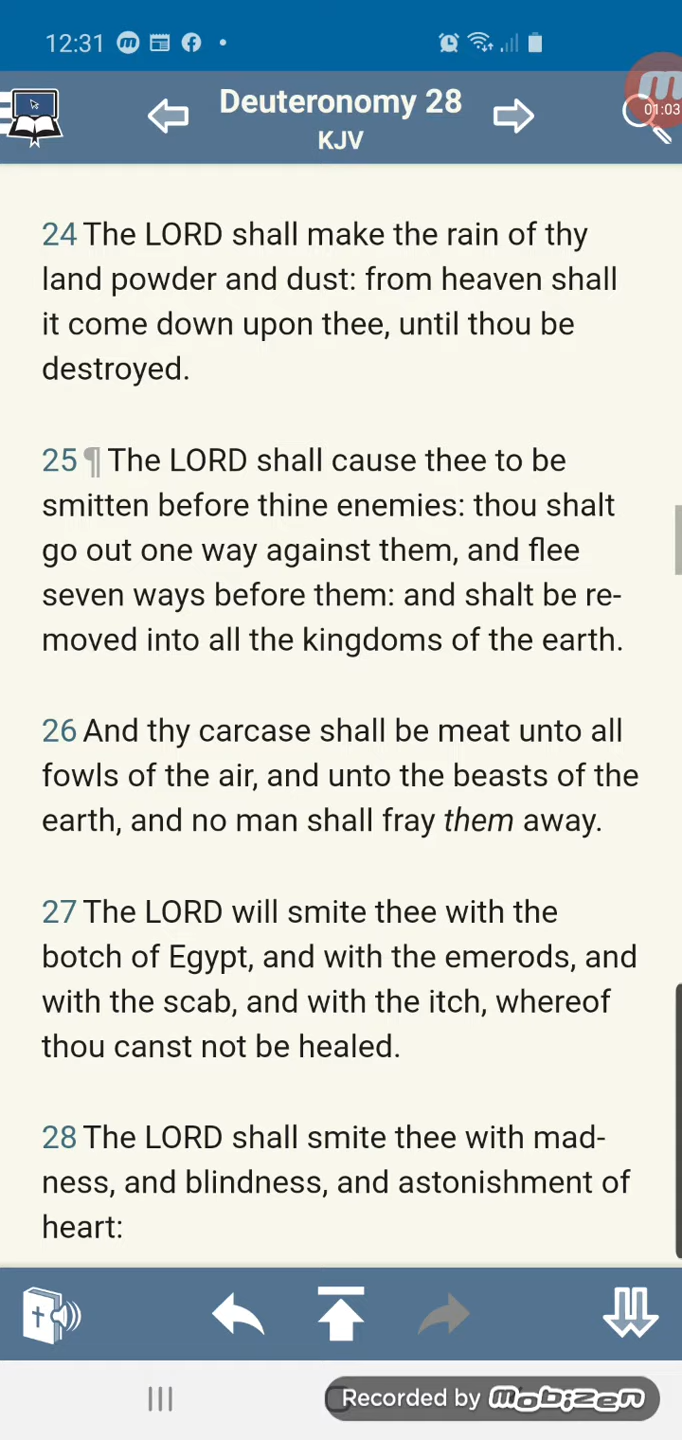 12:31
Deuteronomy 28
KJV
01:03
24 The LORD shall make the rain of thy
land powder and dust: from heaven shall
it come down upon thee, until thou be
destroyed.
25 ¶ The LORD shall cause thee to be
smitten before thine enemies: thou shalt
go out one way against them, and flee
seven ways before them: and shalt be re-
moved into all the kingdoms of the earth.
26 And thy carcase shall be meat unto all
fowls of the air, and unto the beasts of the
earth, and no man shall fray them away.
27 The LORD will smite thee with the
botch of Egypt, and with the emerods, and
with the scab, and with the itch, whereof
thou canst not be healed.
28 The LORD shall smite thee with mad-
ness, and blindness, and astonishment of
heart:
Recorded by mobizen